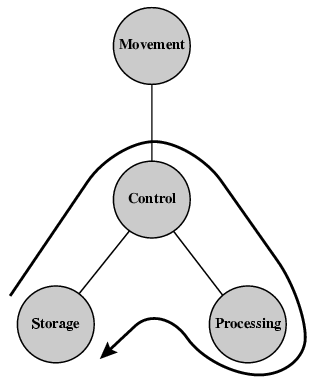 Movement
Control
Storage
Processing